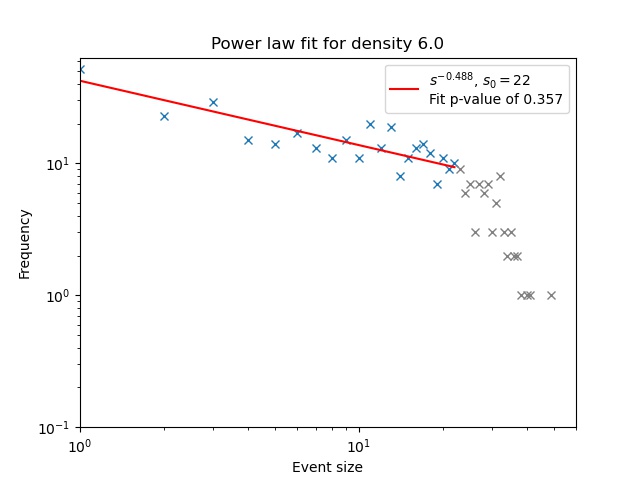 Power law fit for density 6.0
s^{-0.488}, s_0 = 22
Fit p-value of 0.357
Frequency
10^1
10^0
10^{-1}
10^0
10^1
Event size